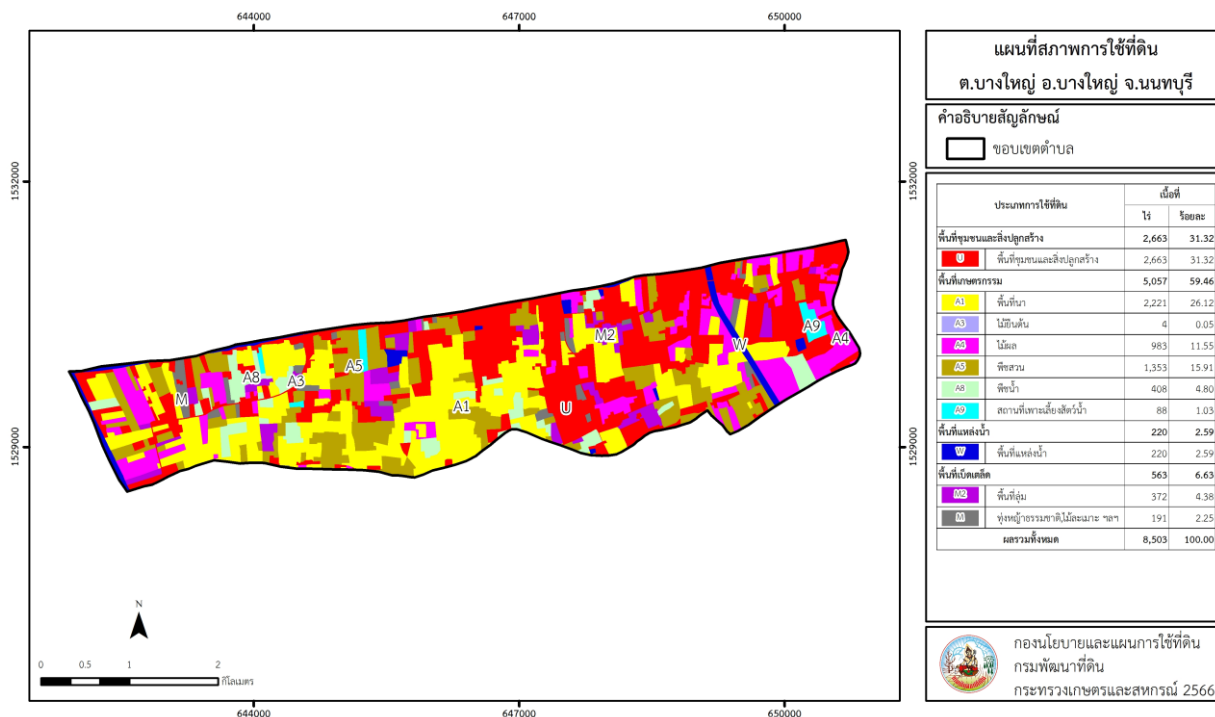 644000 647000 650000
แผนที่สภาพการใช้ที่ดิน
ต.บางใหญ่ อ.บางใหญ่ จ.นนทบุรี
คำอธิบายสัญลักษณ์
ขอบเขตตำบล
1532000 1532000
ประเภทการใช้ที่ดิน เนื้อที่
ไร่ ร้อยละ
พื้นที่ชุมชนและสิ่งปลูกสร้าง 2,663 31.32
U พื้นที่ชุมชนและสิ่งปลูกสร้าง 2,663 31.32
พื้นที่เกษตรกรรม 5,057 59.46
A1 พื้นที่นา 2,221 26.12
A3 ไม้ยืนต้น 4 0.05
A4 ไม้ผล 983 11.55
A5 พืชสวน 1,353 15.91
A8 พืชน้ำ 408 4.80
A9 สถานที่เพาะเลี้ยงสัตว์น้ำ 88 1.03
พื้นที่แหล่งน้ำ 220 2.59
W พื้นที่แหล่งน้ำ 220 2.59
พื้นที่เบ็ดเตล็ด 563 6.63
M2 พื้นที่ลุ่ม 372 4.38
M ทุ่งหญ้าธรรมชาติ,ไม้ละเมาะ ฯลฯ 191 2.25
ผลรวมทั้งหมด 8,503 100.00
A9
M2
A4
W
A5
A8
A3
M
A1
U
1529000 1529000
N
0 0.5 1 2
กิโลเมตร
644000 647000 650000
กองนโยบายและแผนการใช้ที่ดิน
กรมพัฒนาที่ดิน
กระทรวงเกษตรและสหกรณ์ 2566